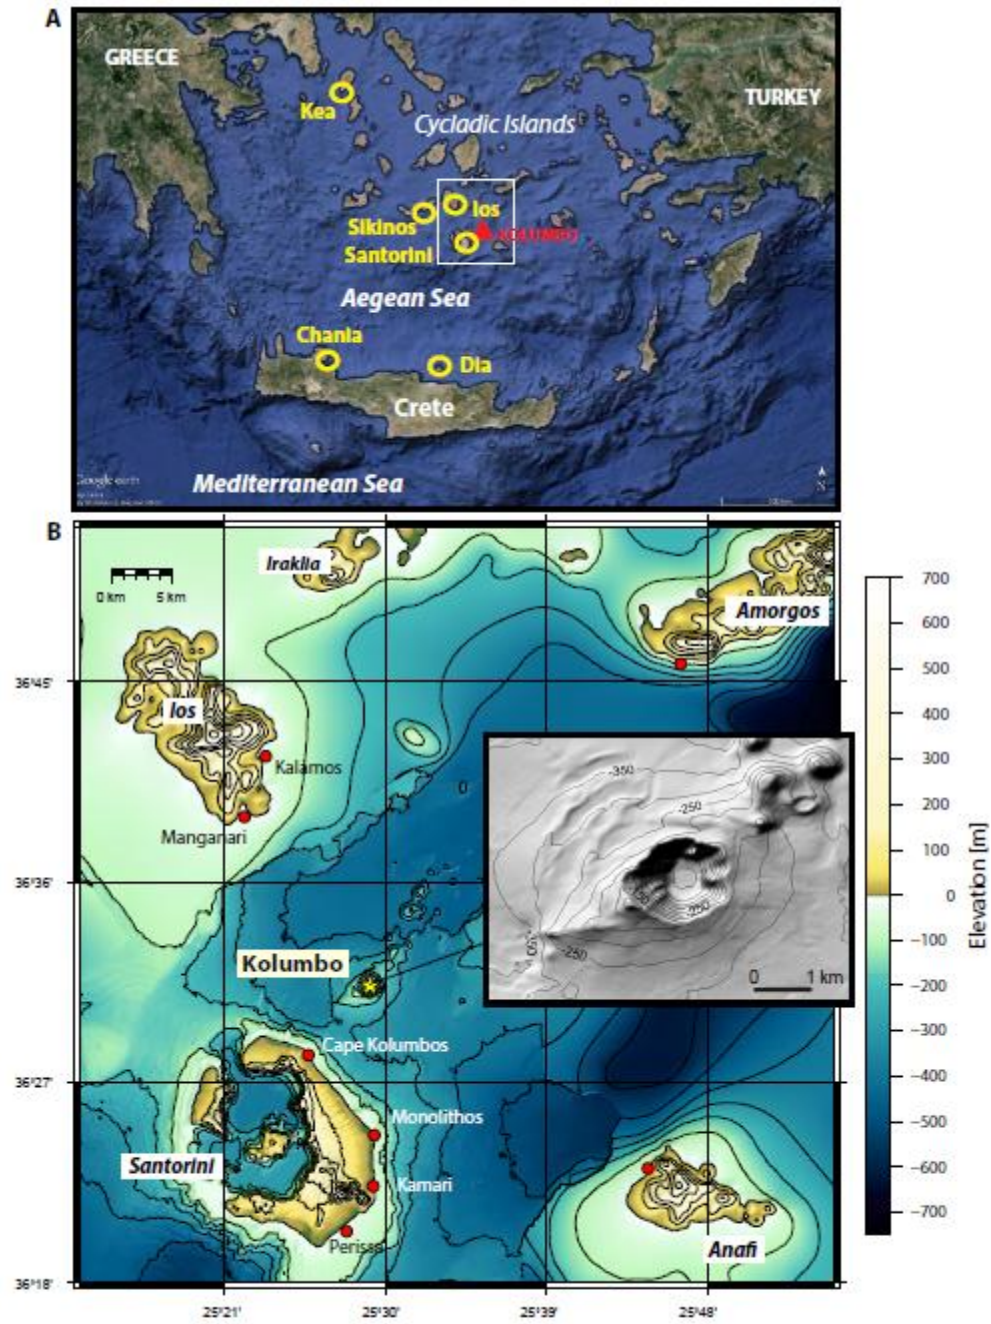 A
GREECE
TURKEY
Kea
Cycladic Islands
Ios
Sikinos
KOLUMBO
Santorini
Aegean Sea
Chania
Dia
Crete
Google earth
Mediterranean Sea
N
B
Iraklia
0 km 5 km
Amorgos
Ios
Kalamos
Manganari
Kolumbo
Cape Kolumbos
Monolithos
Santorini
Kamari
Perissa
Anafi
-350
-250
-250
-250
0 1 km
36°45'
36°36'
36°27'
36°18'
25°21' 25°30' 25°39' 25°48'
700
600
500
400
300
200
100
0
-100
-200
-300
-400
-500
-600
-700
Elevation [m]